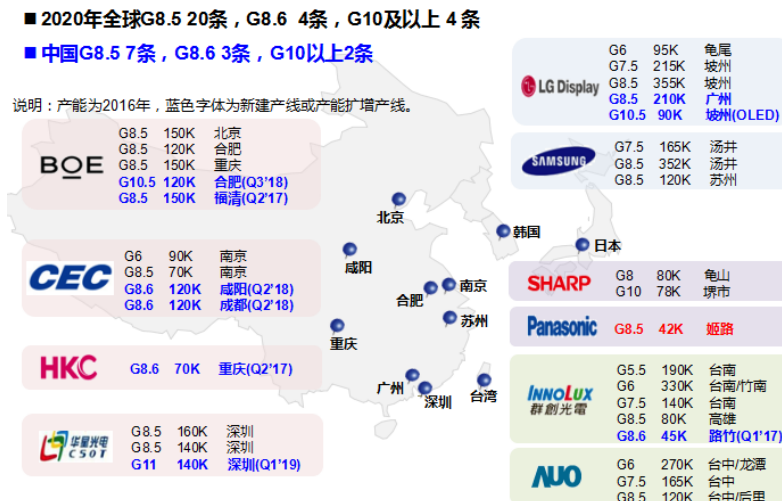 ■ 2020年全球G8.5 20条，G8.6 4条，G10及以上 4 条
■ 中国G8.5 7条，G8.6 3条，G10以上2条
说明：产能为2016年，蓝色字体为新建产线或产能扩增产线。
BOE
G8.5 150K 北京
G8.5 120K 合肥
G8.5 150K 重庆
G10.5 120K 合肥(Q3'18)
G8.5 150K 福清(Q2'17)
CEC
G6 90K 南京
G8.5 70K 南京
G8.6 120K 咸阳(Q2'18)
G8.6 120K 成都(Q2'18)
HKC
G8.6 70K 重庆(Q2'17)
华星光电
CSOT
G8.5 160K 深圳
G8.5 140K 深圳
G11 140K 深圳(Q1'19)
北京
咸阳
合肥
南京
苏州
重庆
广州
深圳
台湾
韩国
日本
LG Display
G6 95K 龟尾
G7.5 215K 坡州
G8.5 355K 坡州
G8.5 210K 广州
G10.5 90K 坡州(OLED)
SAMSUNG
G7.5 165K 汤井
G8.5 352K 汤井
G8.5 120K 苏州
SHARP
G8 80K 龟山
G10 78K 堺市
Panasonic
G8.5 42K 姬路
INNOLUX
群創光電
G5.5 190K 台南
G6 330K 台南/竹南
G7.5 140K 台南
G8.5 80K 高雄
G8.6 45K 路竹(Q1'17)
AUO
G6 270K 台中/龙潭
G7.5 165K 台中
G8.5 120K 台中/后里